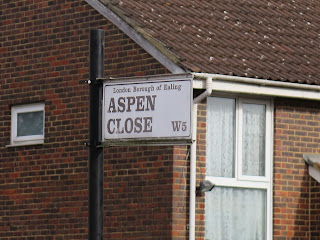 London Borough of Ealing
ASPEN
CLOSE W5